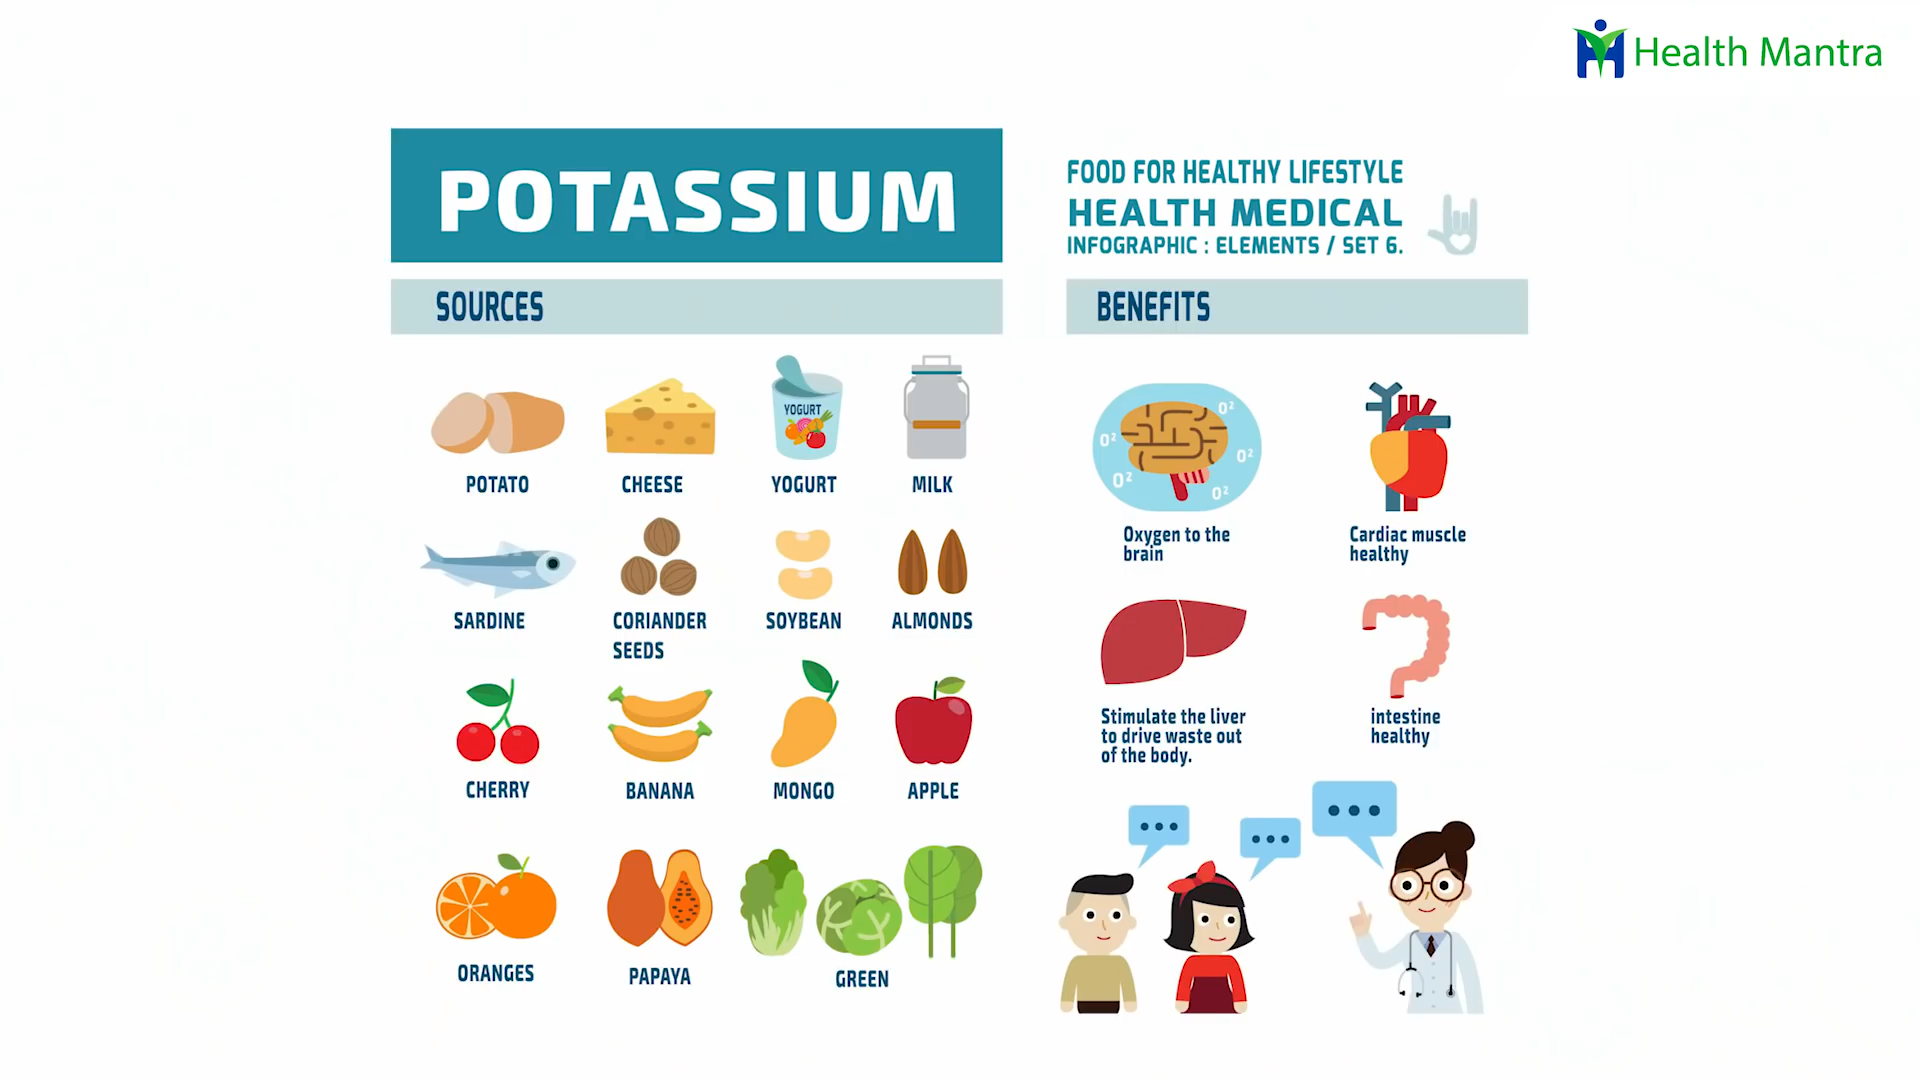 Health Mantra
POTASSIUM
FOOD FOR HEALTHY LIFESTYLE
HEALTH MEDICAL
INFOGRAPHIC : ELEMENTS / SET 6.
SOURCES
POTATO
CHEESE
YOGURT
YOGURT
MILK
SARDINE
CORIANDER
SEEDS
SOYBEAN
ALMONDS
CHERRY
BANANA
MONGO
APPLE
ORANGES
PAPAYA
GREEN
BENEFITS
O²
O²
O²
O²
O²
Oxygen to the
brain
Cardiac muscle
healthy
Stimulate the liver
to drive waste out
of the body.
intestine
healthy